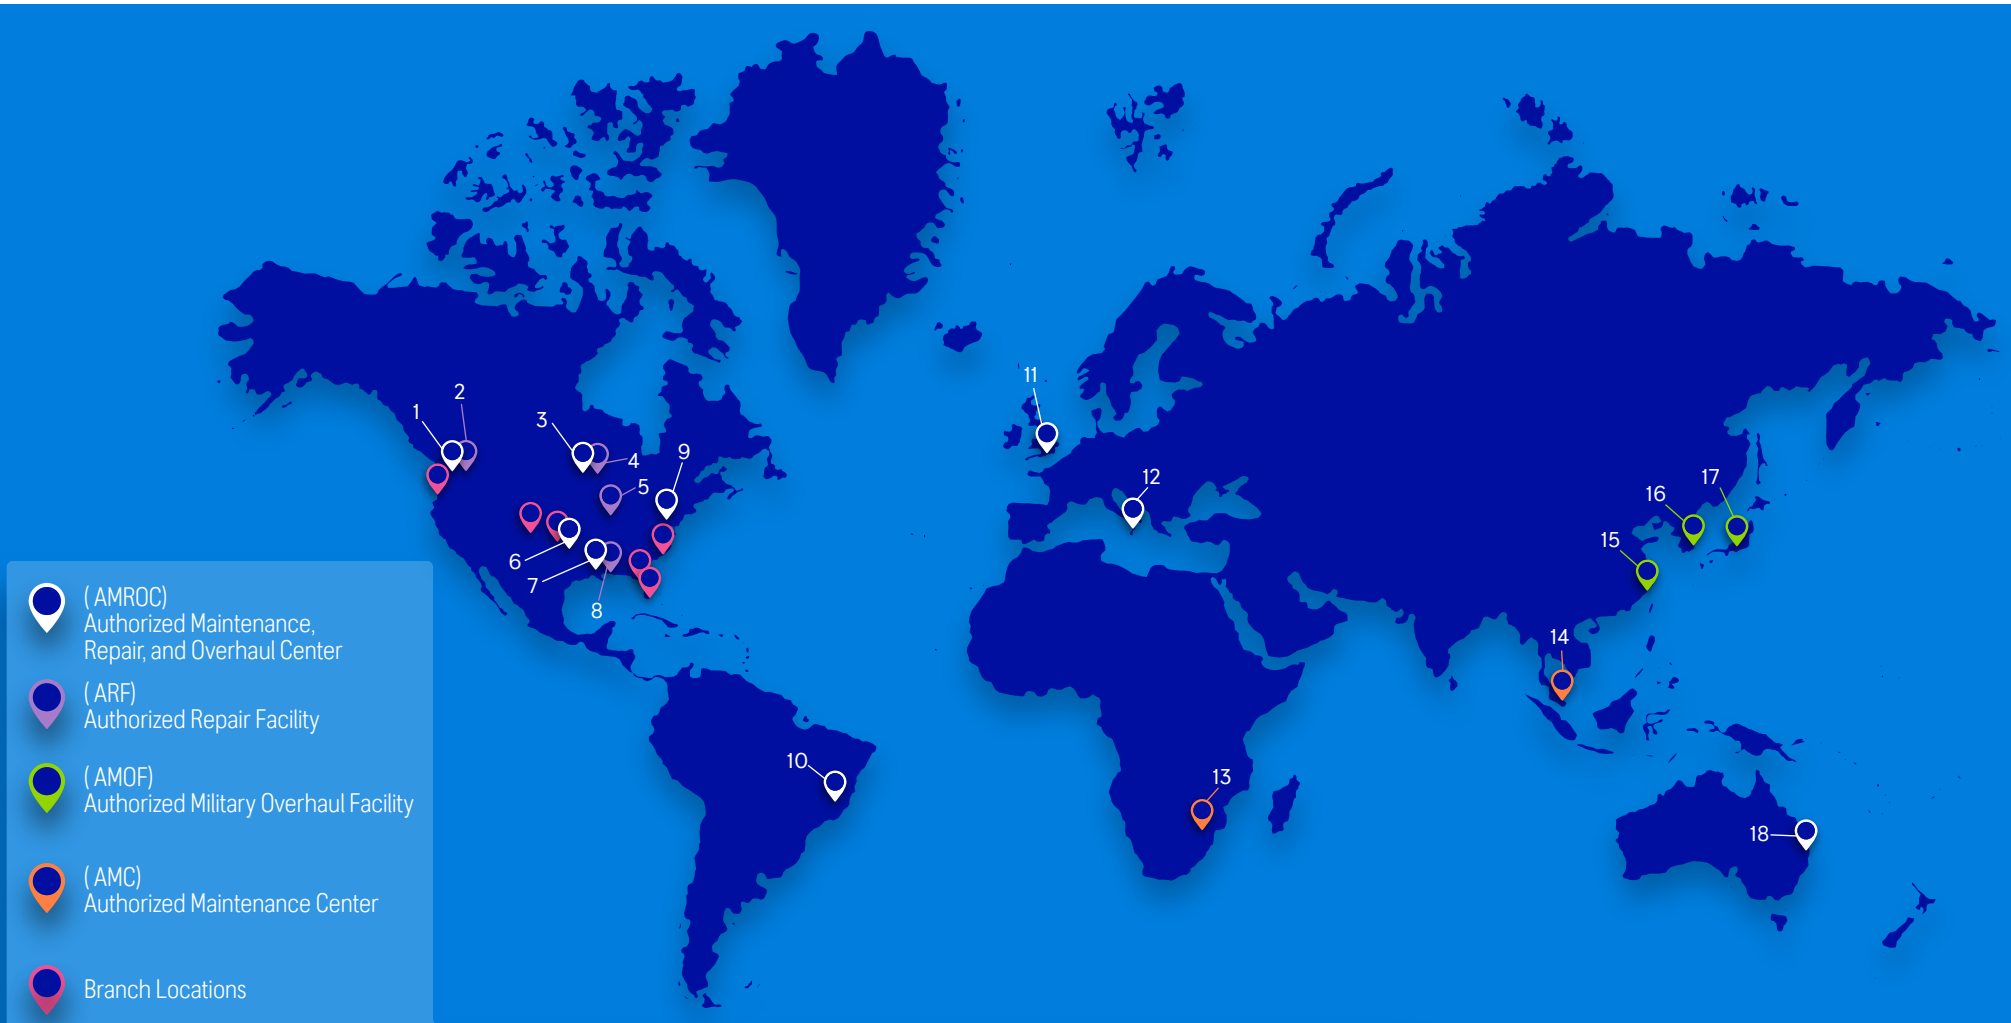 1
2
3
4
5
6
7
8
9
10
11
12
13
14
15
16
17
18
( AMROC)
Authorized Maintenance,
Repair, and Overhaul Center
( ARF)
Authorized Repair Facility
( AMOF)
Authorized Military Overhaul Facility
( AMC)
Authorized Maintenance Center
Branch Locations